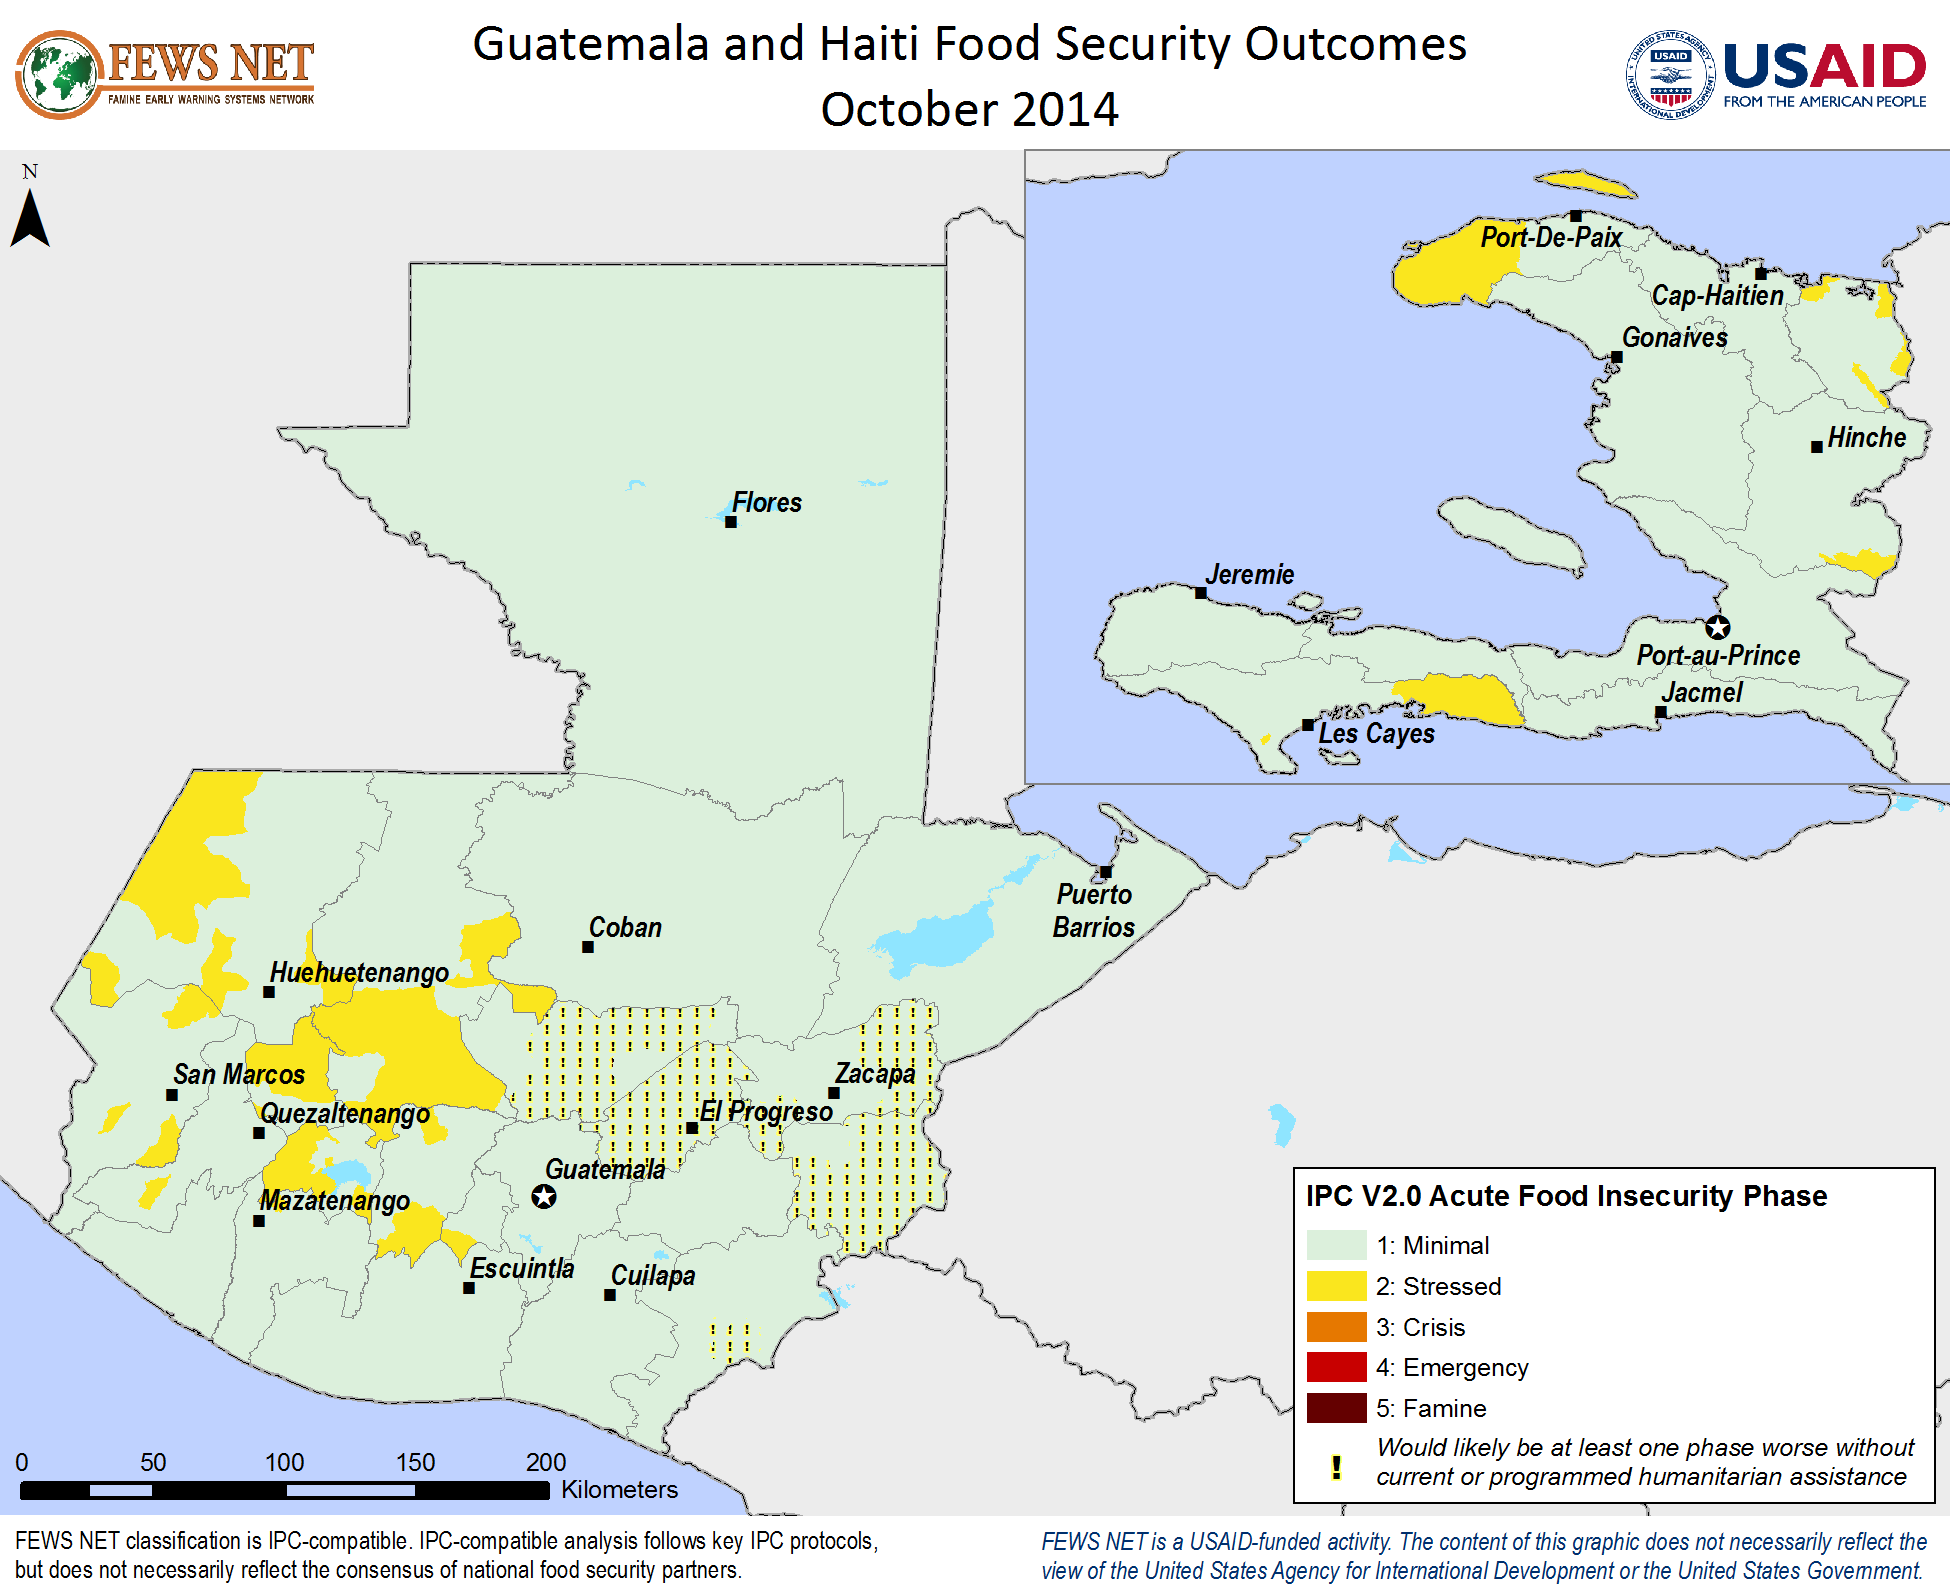 FEWS NET
FAMINE EARLY WARNING SYSTEMS NETWORK
Guatemala and Haiti Food Security Outcomes
October 2014
UNITED STATES AGENCY
USAID
INTERNATIONAL DEVELOPMENT
USAID
FROM THE AMERICAN PEOPLE
N
Port-De-Paix
Cap-Haitien
Gonaives
Hinche
Jeremie
Port-au-Prince
Jacmel
Les Cayes
Flores
Puerto
Barrios
Coban
Huehuetenango
San Marcos
Zacapa
Quezaltenango
El Progreso
Guatemala
Mazatenango
Escuintla
Cuilapa
IPC V2.0 Acute Food Insecurity Phase
1: Minimal
2: Stressed
3: Crisis
4: Emergency
5: Famine
! Would likely be at least one phase worse without
current or programmed humanitarian assistance
0 50 100 150 200
Kilometers
FEWS NET classification is IPC-compatible. IPC-compatible analysis follows key IPC protocols,
but does not necessarily reflect the consensus of national food security partners.
FEWS NET is a USAID-funded activity. The content of this graphic does not necessarily reflect the
view of the United States Agency for International Development or the United States Government.